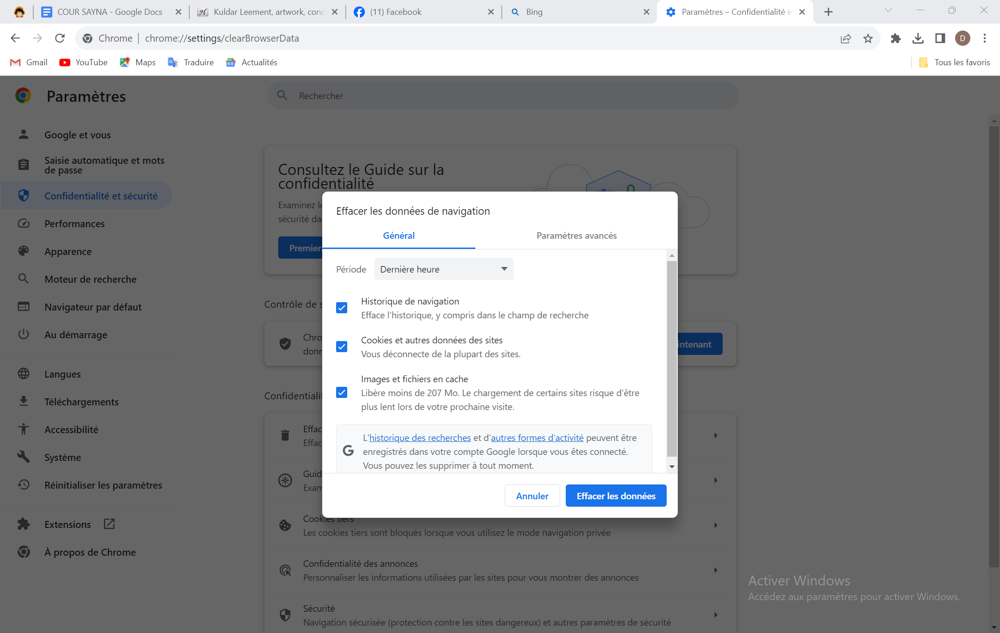 COUR SAYNA - Google Docs
Kuldar Leement, artwork, conc
(11) Facebook
Bing
Paramètres – Confidentialité e
Chrome
chrome://settings/clearBrowserData
D
Gmail
YouTube
Maps
Traduire
Actualités
Tous les favoris
Paramètres
Rechercher
Google et vous
Saisie automatique et mots
de passe
Confidentialité et sécurité
Performances
Apparence
Moteur de recherche
Navigateur par défaut
Au démarrage
Langues
Téléchargements
Accessibilité
Système
Réinitialiser les paramètres
Extensions
À propos de Chrome
Consultez le Guide sur la
confidentialité
Examinez le
sécurité da
Premiers
Contrôle de s
Chro
donn
intenant
Confidentialit
Effac
Effac
Guid
Exam
Cookies tiers
Les cookies tiers sont bloqués lorsque vous utilisez le mode navigation privée
Confidentialité des annonces
Personnaliser les informations utilisées par les sites pour vous montrer des annonces
Sécurité
Navigation sécurisée (protection contre les sites dangereux) et autres paramètres de sécurité
Effacer les données de navigation
Général
Paramètres avancés
Période
Dernière heure
Historique de navigation
Efface l'historique, y compris dans le champ de recherche
Cookies et autres données des sites
Vous déconnecte de la plupart des sites.
Images et fichiers en cache
Libère moins de 207 Mo. Le chargement de certains sites risque d'être
plus lent lors de votre prochaine visite.
L'historique des recherches et d'autres formes d'activité peuvent être
enregistrés dans votre compte Google lorsque vous êtes connecté.
Vous pouvez les supprimer à tout moment.
Annuler
Effacer les données
Activer Windows
Accédez aux paramètres pour activer Windows.